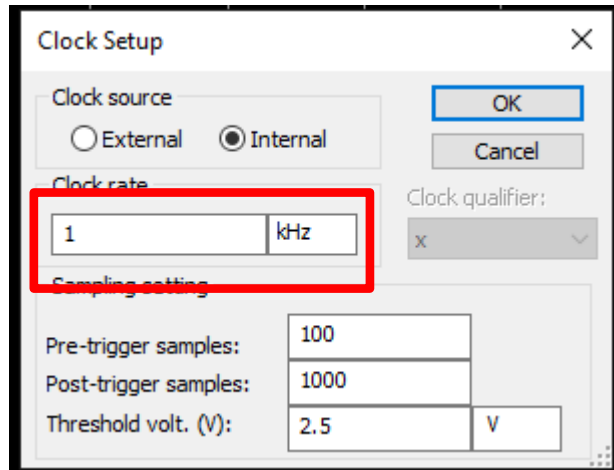 Clock Setup
Clock source
External Internal
OK
Cancel
Clock rate
1 kHz
Clock qualifier:
x
Sampling setting
Pre-trigger samples: 100
Post-trigger samples: 1000
Threshold volt. (V): 2.5 V